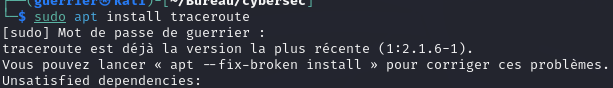 (guerrier㉿kali)-[~/Bureau/cybersec]
$ sudo apt install traceroute
[sudo] Mot de passe de guerrier :
traceroute est déjà la version la plus récente (1:2.1.6-1).
Vous pouvez lancer « apt --fix-broken install » pour corriger ces problèmes.
Unsatisfied dependencies: